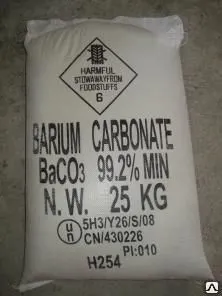 HARMFUL
STOWAWAYFROM
FOODSTUFFS
6
BARIUM CARBONATE
BaCO3 99.2% MIN
N. W. 25 KG
un 5H3/Y26/S/08
CN/430226
PI:010
H254